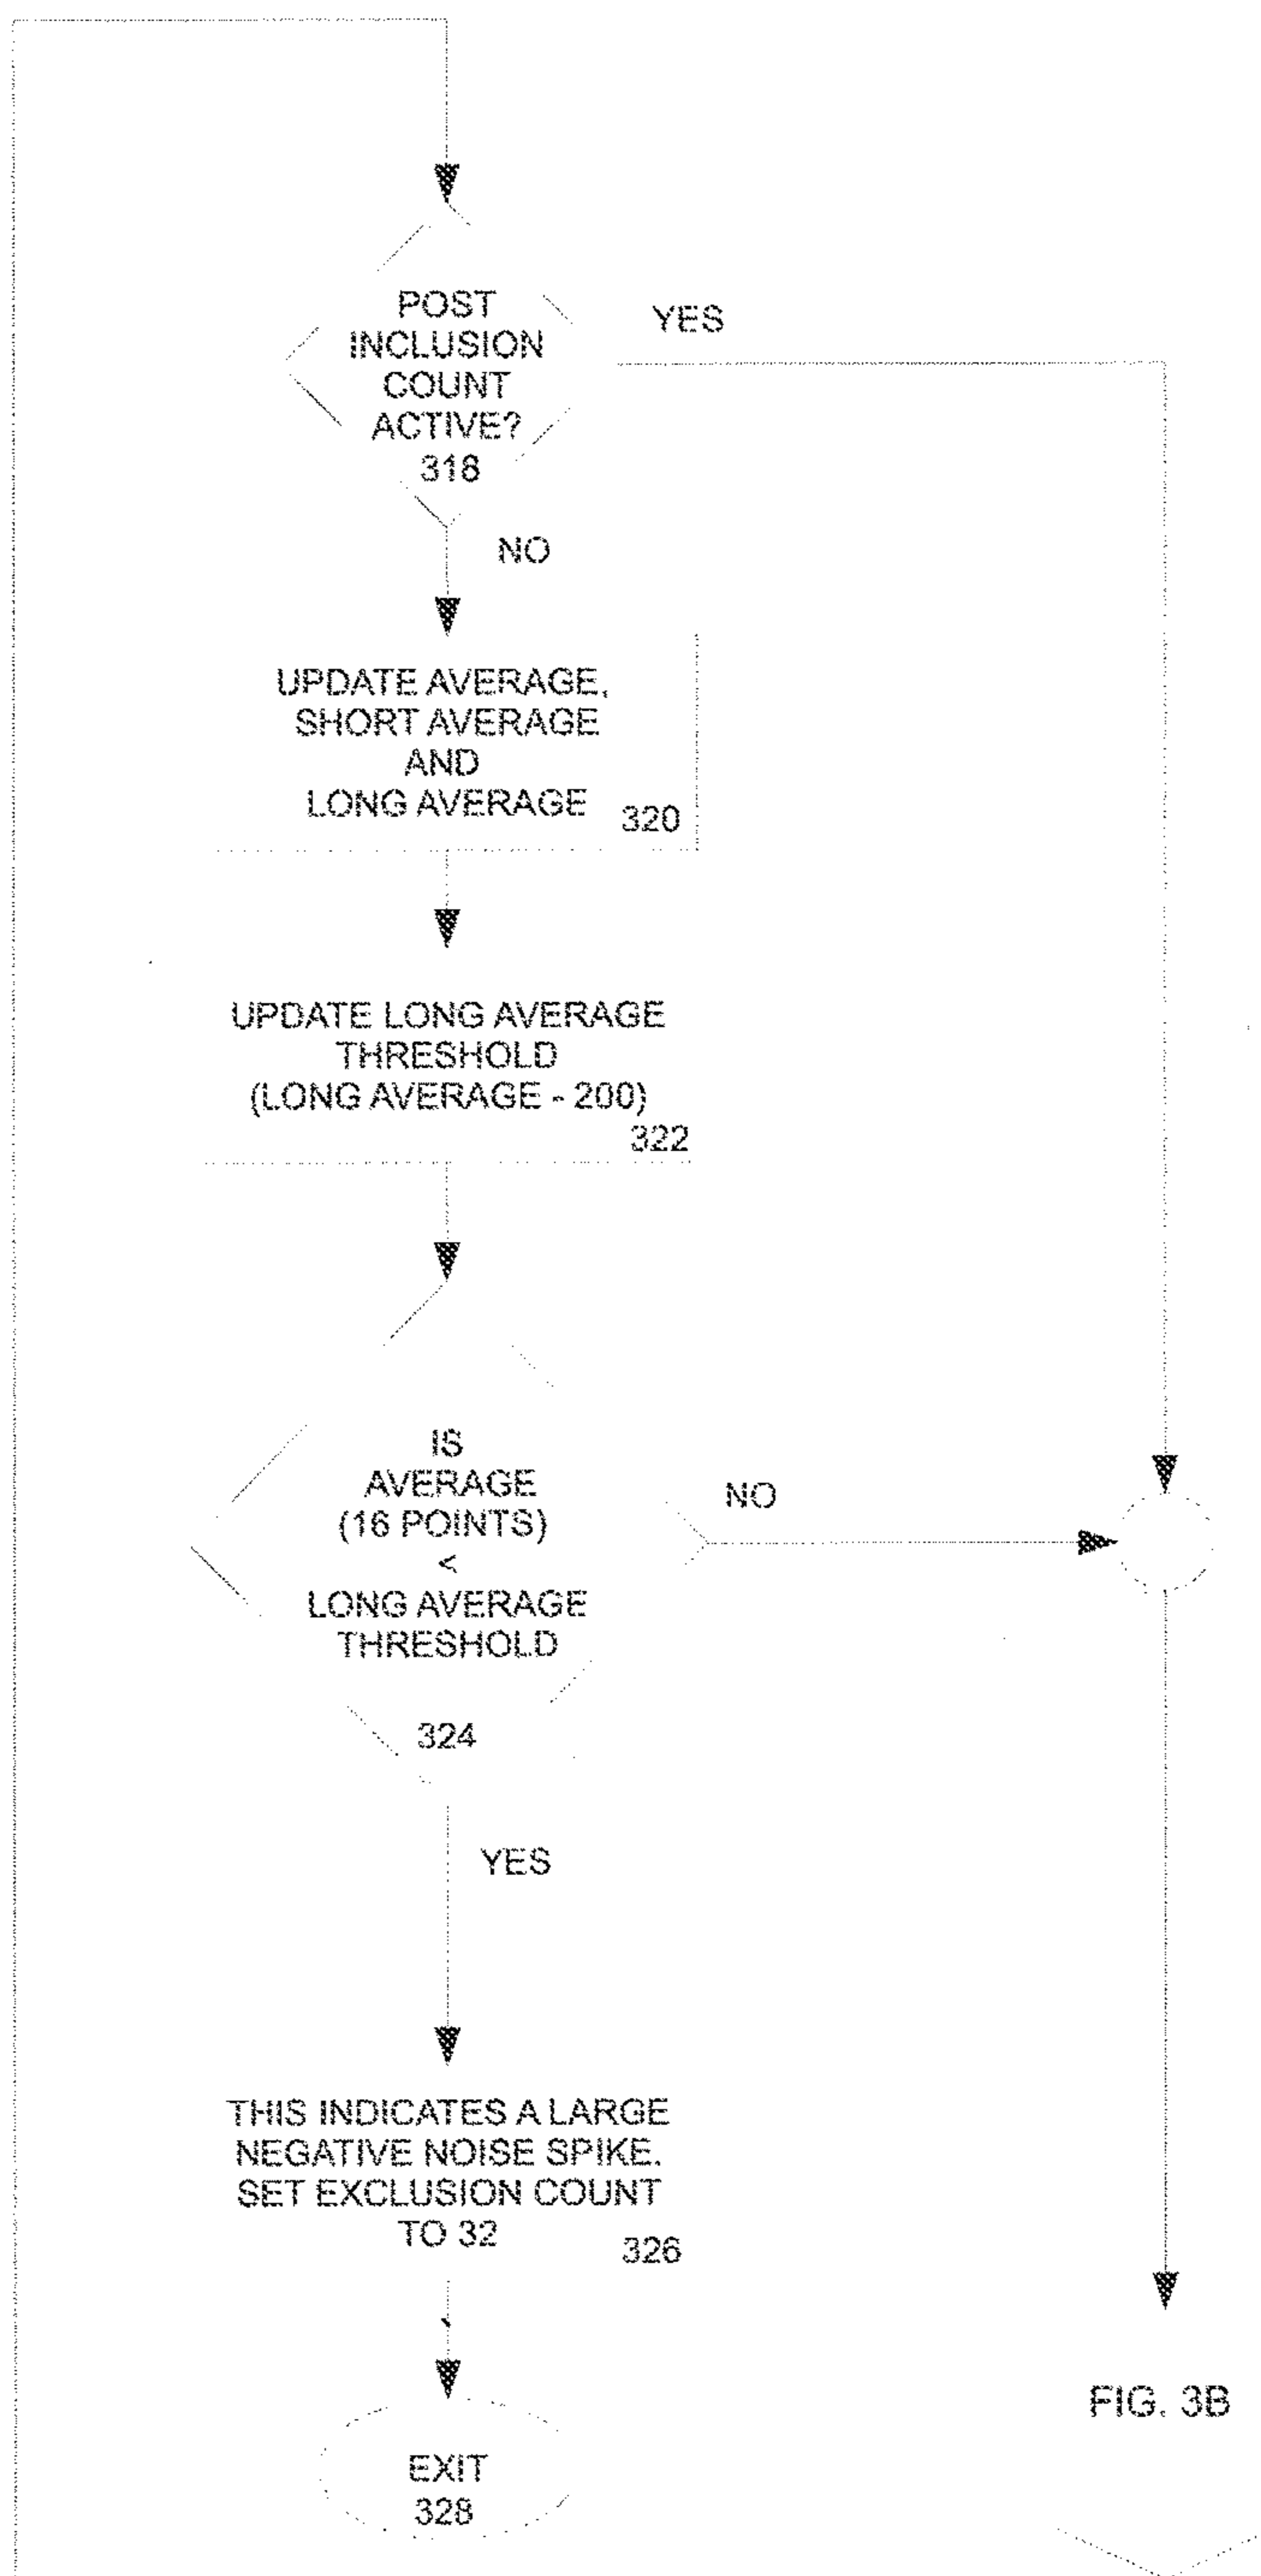 POST
INCLUSION
COUNT
ACTIVE?
318
YES
NO
UPDATE AVERAGE,
SHORT AVERAGE
AND
LONG AVERAGE
320
UPDATE LONG AVERAGE
THRESHOLD
(LONG AVERAGE - 200)
322
IS
AVERAGE
(16 POINTS)
<
LONG AVERAGE
THRESHOLD
324
NO
YES
THIS INDICATES A LARGE
NEGATIVE NOISE SPIKE.
SET EXCLUSION COUNT
TO 32
326
EXIT
328
FIG. 3B